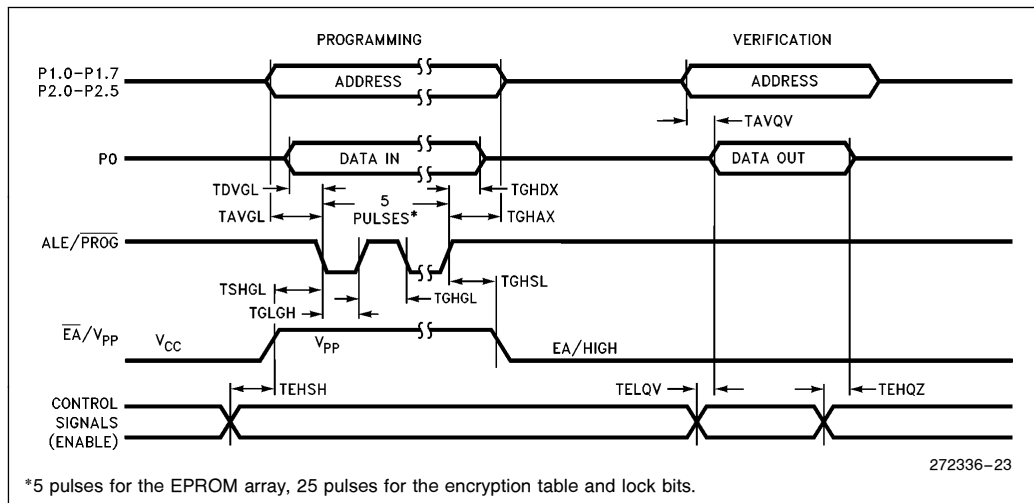 PROGRAMMING VERIFICATION
P1.0–P1.7
P2.0–P2.5
ADDRESS ADDRESS
TAVQV
P0 DATA IN DATA OUT
TDVGL TGHDX
5
PULSES*
TAVGL TGHAX
ALE/PROG
TSHGL TGHSL
TGHGL
TGLGH
EA/VPP
VCC VPP EA/HIGH
TEHSH TELQV TEHQZ
CONTROL
SIGNALS
(ENABLE)
272336–23
*5 pulses for the EPROM array, 25 pulses for the encryption table and lock bits.